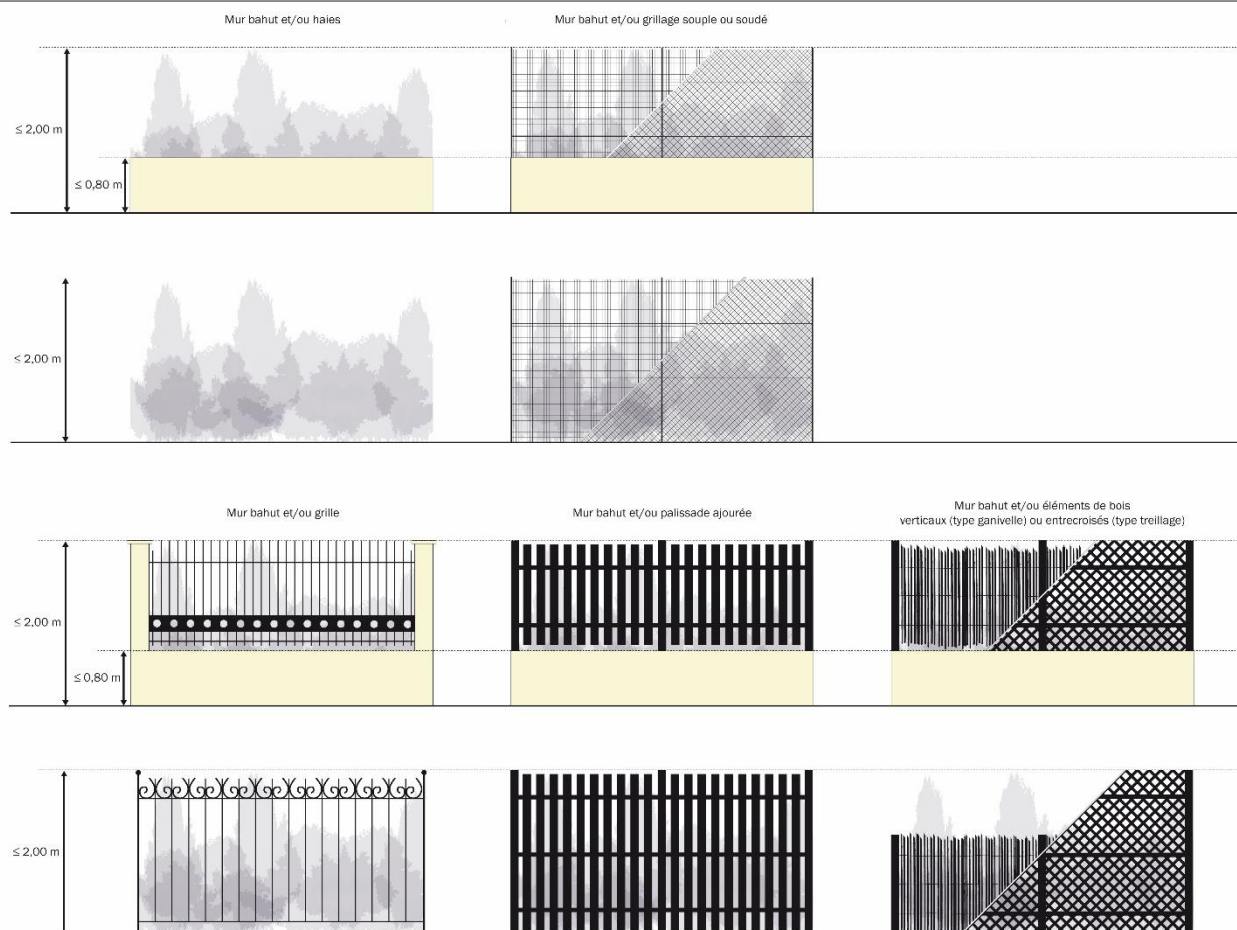 Mur bahut et/ou haies
Mur bahut et/ou grillage souple ou soudé
≤ 2,00 m
≤ 0,80 m
≤ 2,00 m
Mur bahut et/ou grille
Mur bahut et/ou palissade ajourée
Mur bahut et/ou éléments de bois
verticaux (type ganivelle) ou entrecroisés (type treillage)
≤ 2,00 m
≤ 0,80 m
≤ 2,00 m